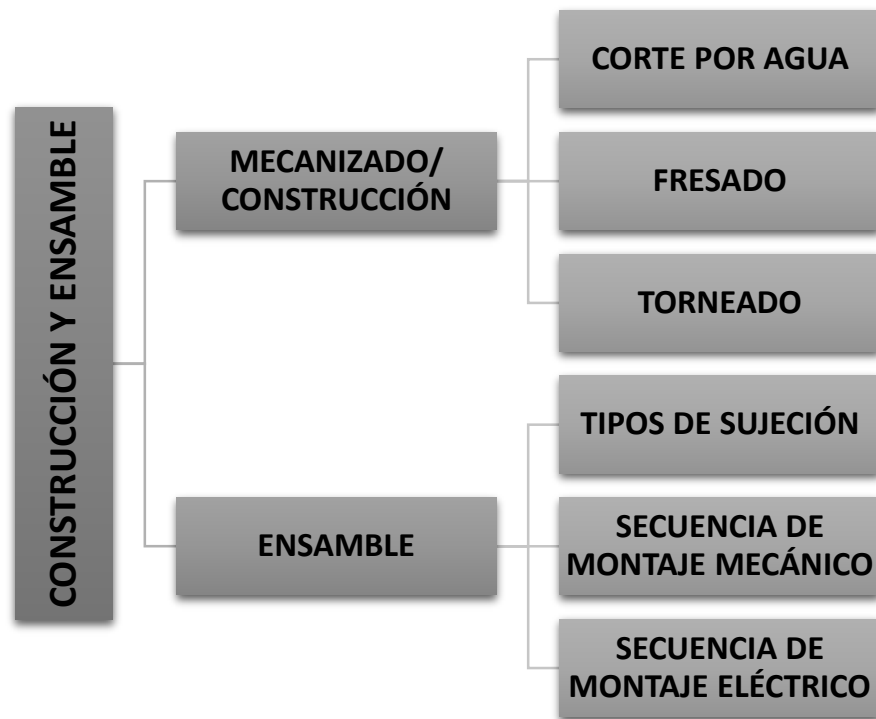 CONSTRUCCIÓN Y ENSAMBLE
MECANIZADO/
CONSTRUCCIÓN
CORTE POR AGUA
FRESADO
TORNEADO
ENSAMBLE
TIPOS DE SUJECIÓN
SECUENCIA DE
MONTAJE MECÁNICO
SECUENCIA DE
MONTAJE ELÉCTRICO